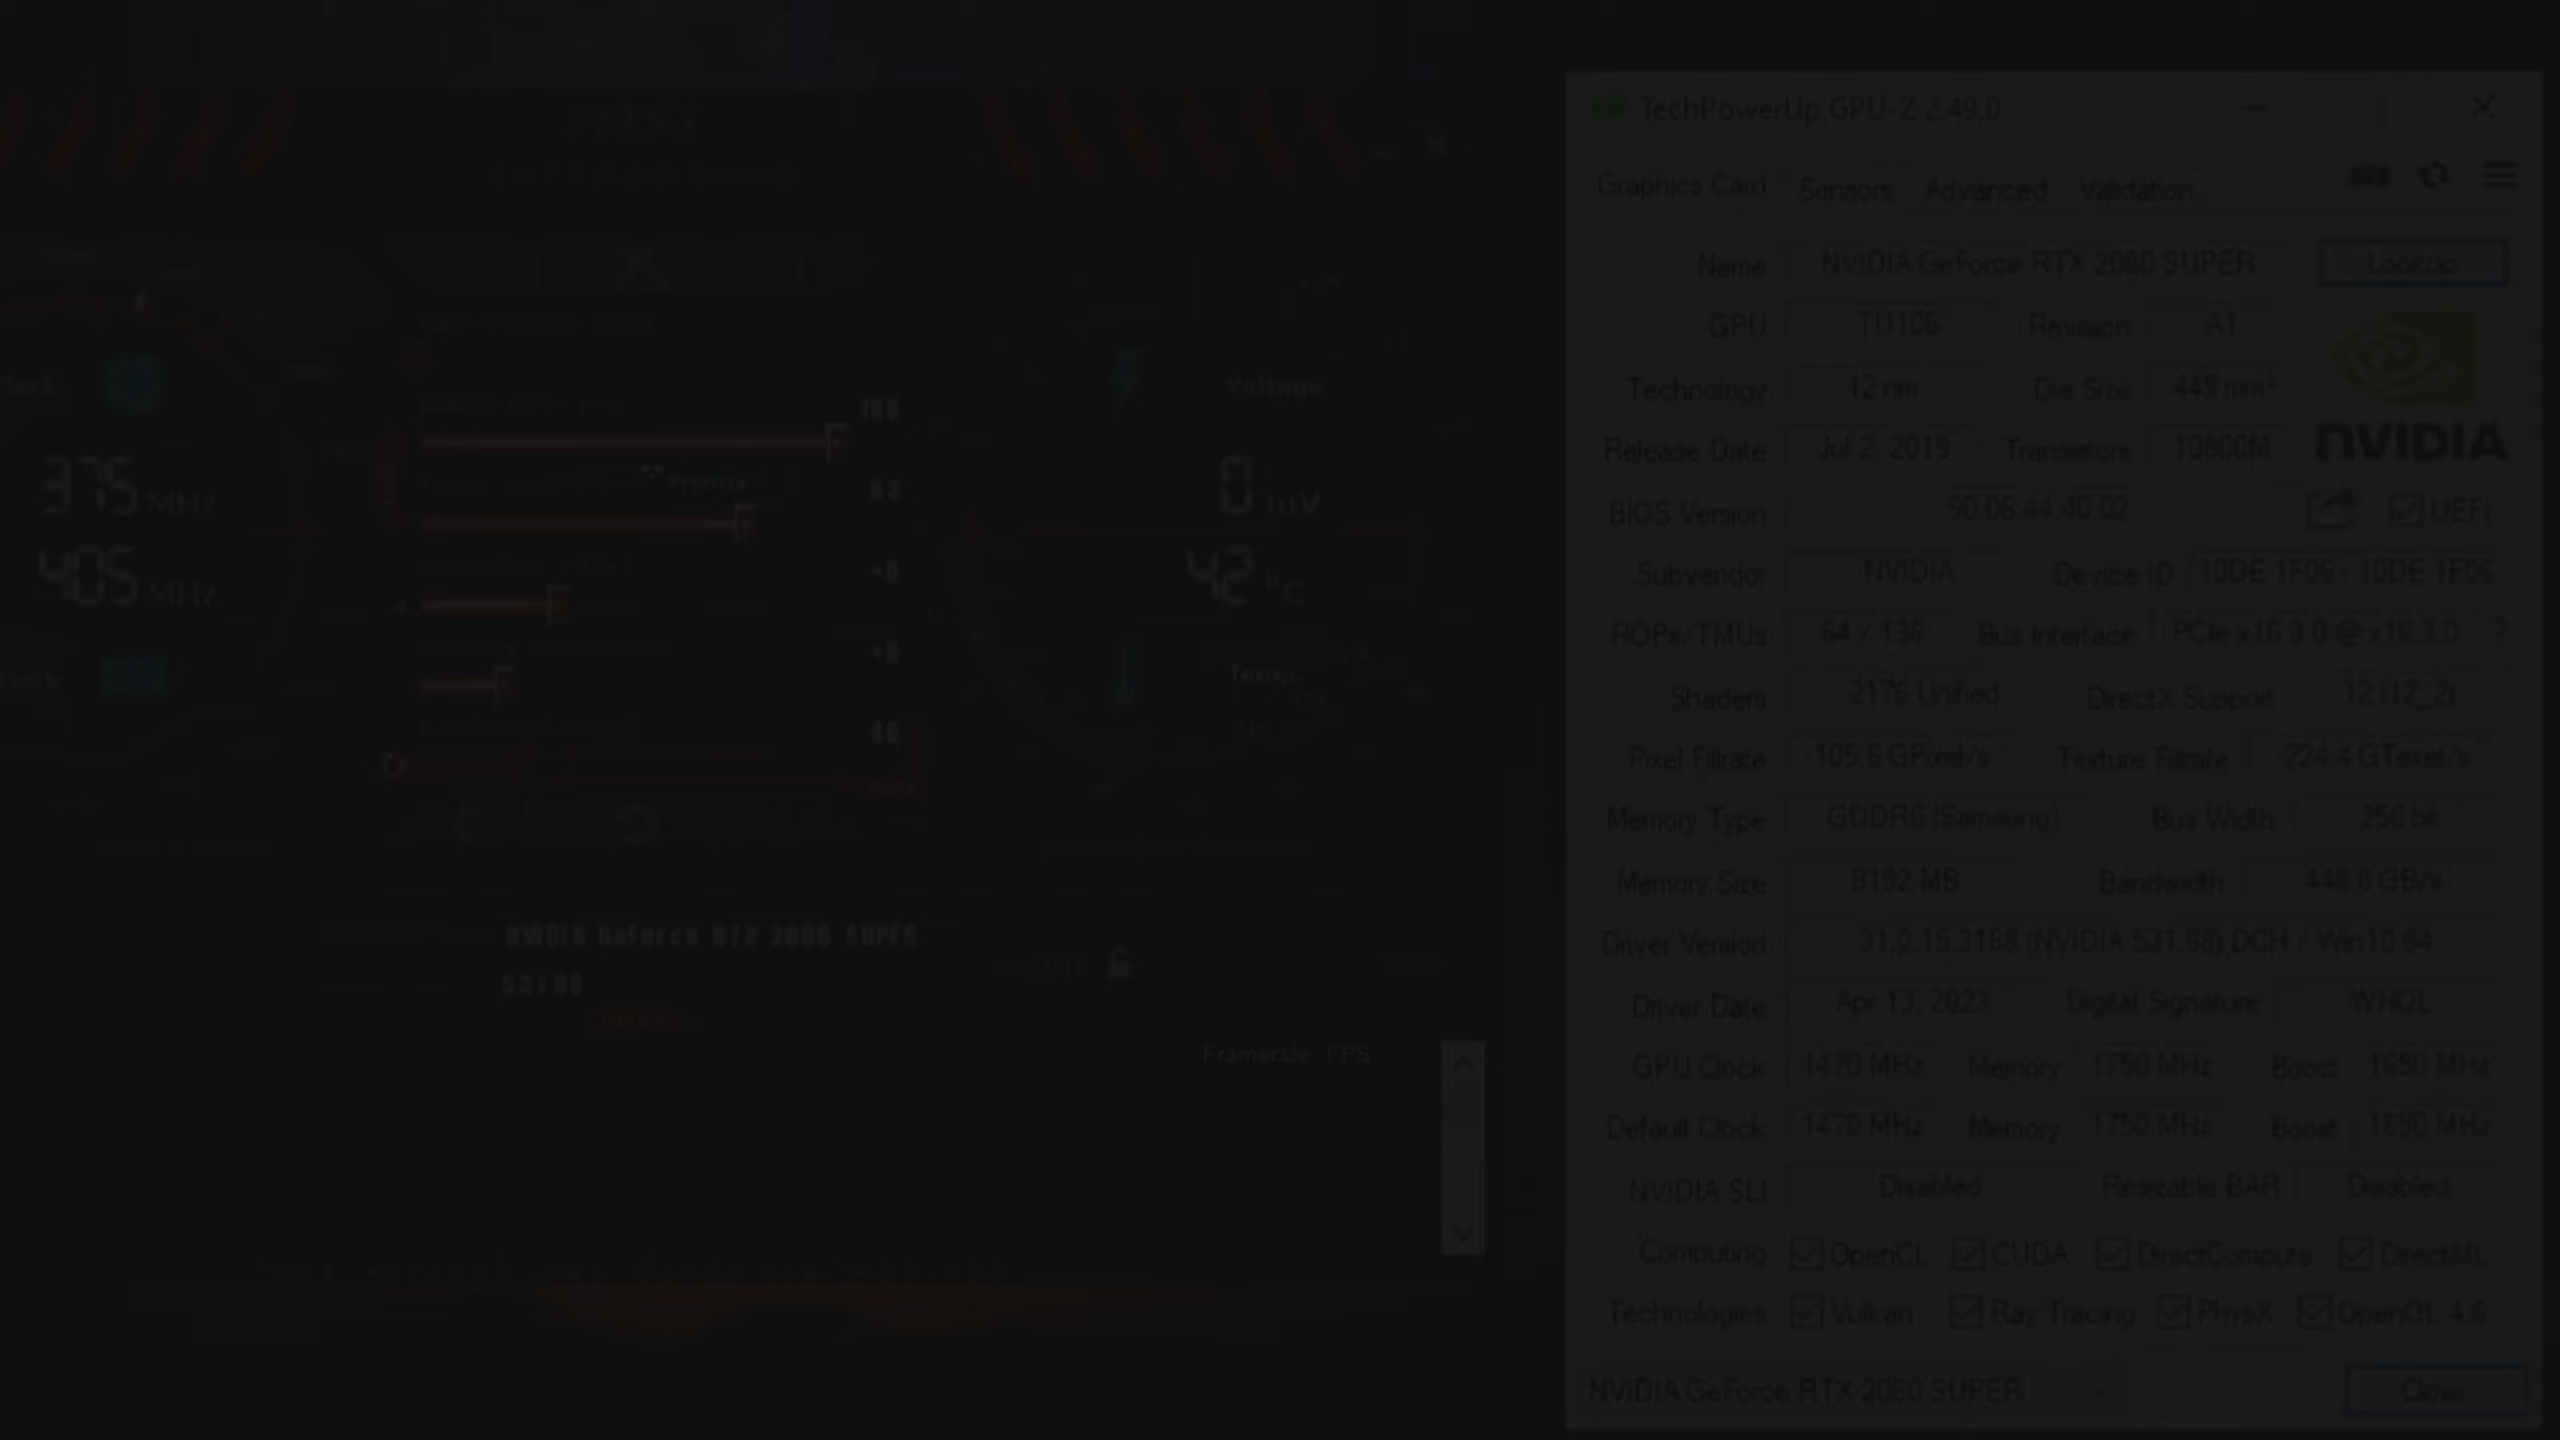 msi
Clock
375 MHz
405 MHz
Clock
100
Priority
83
+0
+0
40
Auto
Voltage
0 mV
42 °C
Temp.
NVIDIA GeForce RTX 2060 SUPER
53168
Framerate FPS
TechPowerUp GPU-Z 2.49.0
Graphics Card Sensors Advanced Validation
Name NVIDIA GeForce RTX 2060 SUPER Lookup
GPU TU106 Revision A1
Technology 12 nm Die Size 445 mm²
Release Date Jul 2, 2019 Transistors 10800M
NVIDIA
BIOS Version 90.06.44.40.02 UEFI
Subvendor NVIDIA Device ID 10DE 1F06 - 10DE 1F06
ROPs/TMUs 64 / 136 Bus Interface PCIe x16 3.0 @ x16 3.0 ?
Shaders 2176 Unified DirectX Support 12 (12_2)
Pixel Fillrate 105.6 GPixel/s Texture Fillrate 224.4 GTexel/s
Memory Type GDDR6 (Samsung) Bus Width 256 bit
Memory Size 8192 MB Bandwidth 448.0 GB/s
Driver Version 31.0.15.3168 (NVIDIA 531.68) DCH / Win10 64
Driver Date Apr 13, 2023 Digital Signature WHQL
GPU Clock 1470 MHz Memory 1750 MHz Boost 1650 MHz
Default Clock 1470 MHz Memory 1750 MHz Boost 1650 MHz
NVIDIA SLI Disabled Resizable BAR Disabled
Computing OpenCL CUDA DirectCompute DirectML
Technologies Vulkan Ray Tracing PhysX OpenGL 4.6
NVIDIA GeForce RTX 2060 SUPER Close